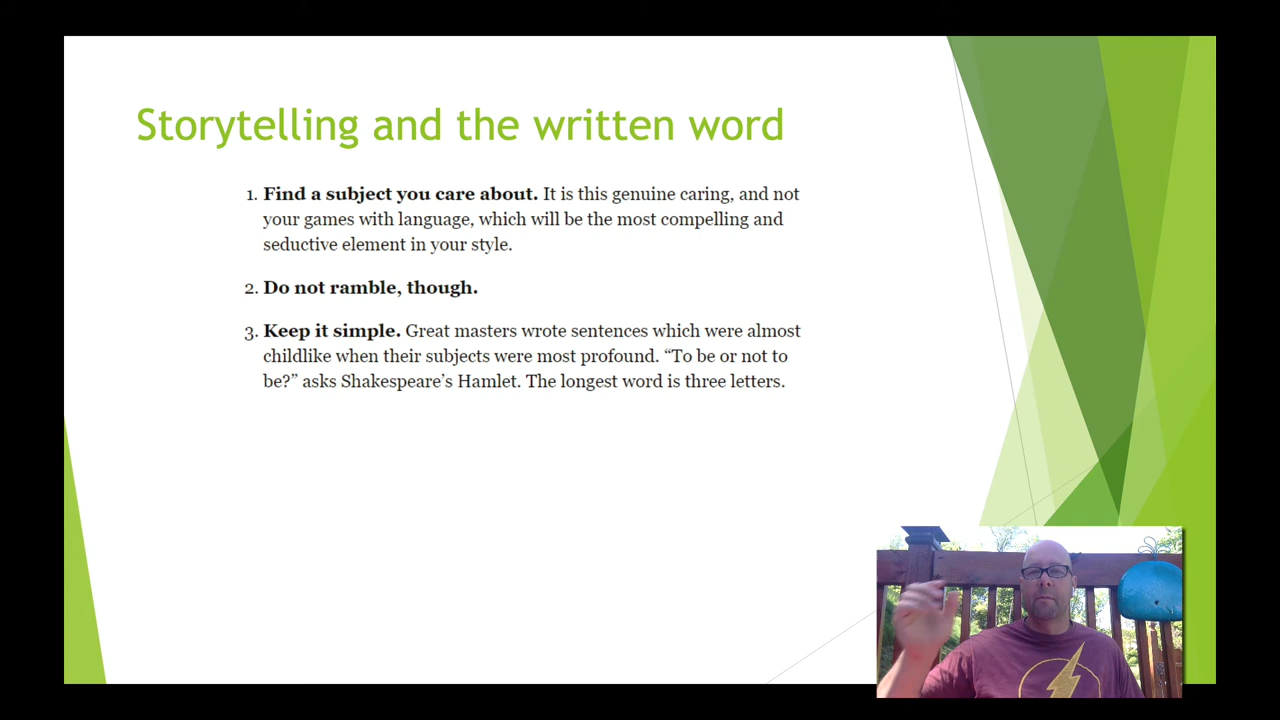 Storytelling and the written word
1. Find a subject you care about. It is this genuine caring, and not
your games with language, which will be the most compelling and
seductive element in your style.
2. Do not ramble, though.
3. Keep it simple. Great masters wrote sentences which were almost
childlike when their subjects were most profound. “To be or not to
be?” asks Shakespeare’s Hamlet. The longest word is three letters.